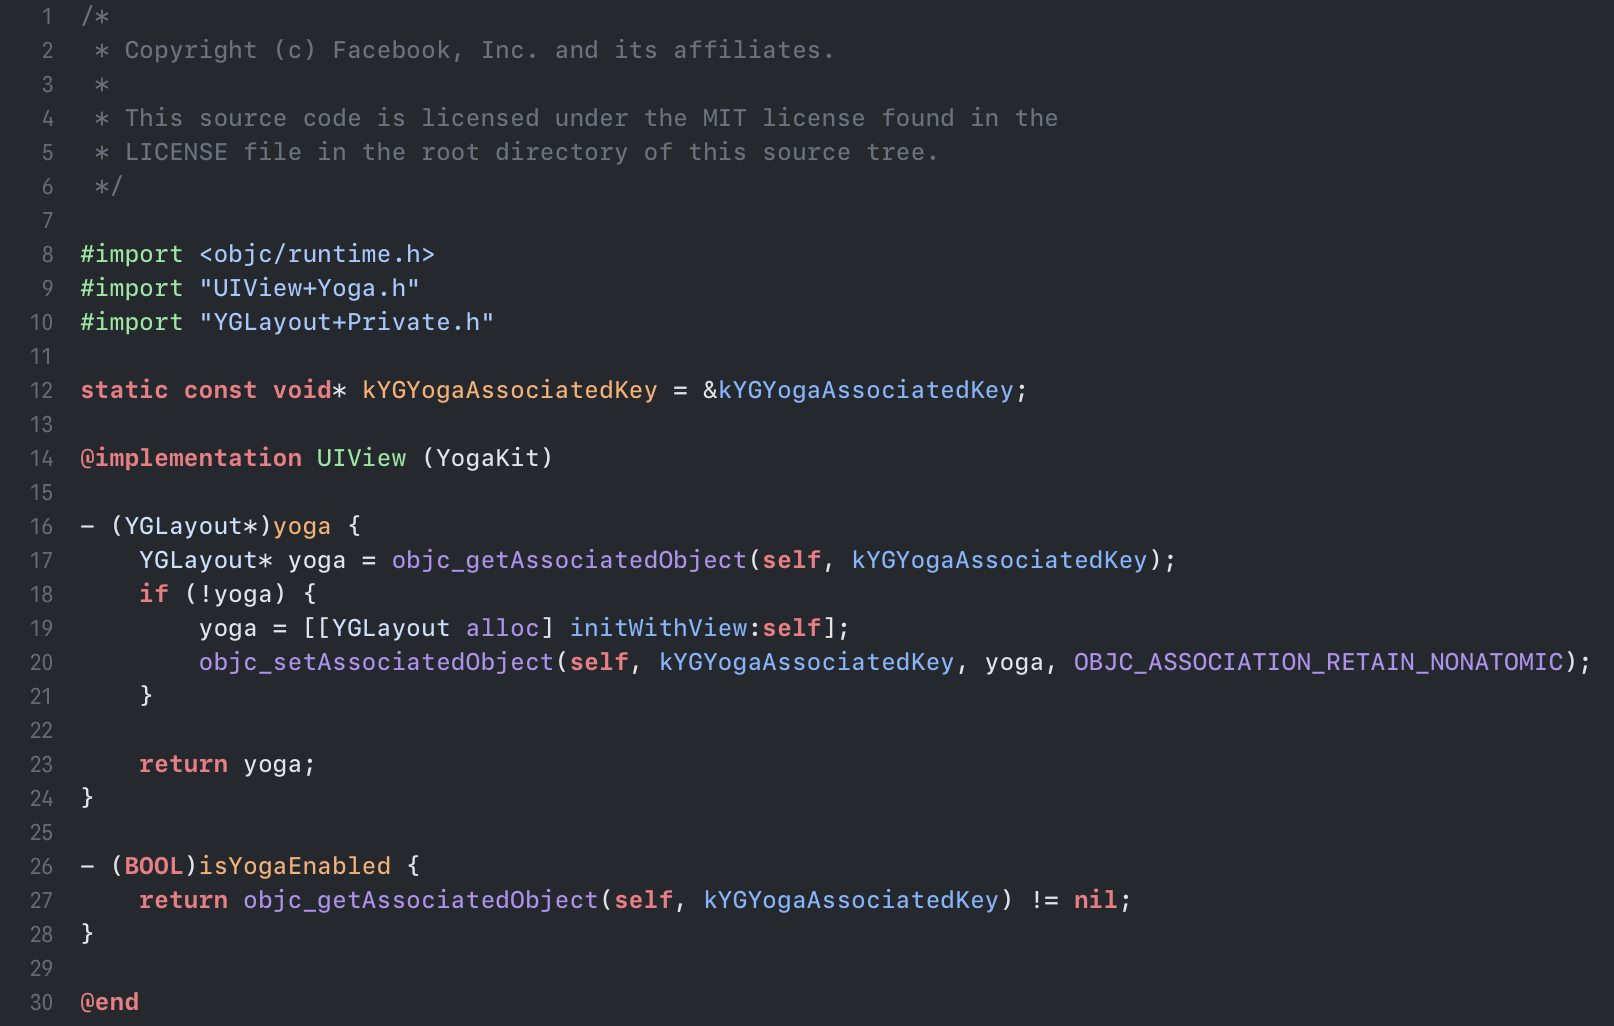 1 /*
2  * Copyright (c) Facebook, Inc. and its affiliates.
3  *
4  * This source code is licensed under the MIT license found in the
5  * LICENSE file in the root directory of this source tree.
6  */
7
8 #import <objc/runtime.h>
9 #import "UIView+Yoga.h"
10 #import "YGLayout+Private.h"
11
12 static const void* kYGYogaAssociatedKey = &kYGYogaAssociatedKey;
13
14 @implementation UIView (YogaKit)
15
16 - (YGLayout*)yoga {
17     YGLayout* yoga = objc_getAssociatedObject(self, kYGYogaAssociatedKey);
18     if (!yoga) {
19         yoga = [[YGLayout alloc] initWithView:self];
20         objc_setAssociatedObject(self, kYGYogaAssociatedKey, yoga, OBJC_ASSOCIATION_RETAIN_NONATOMIC);
21     }
22
23     return yoga;
24 }
25
26 - (BOOL)isYogaEnabled {
27     return objc_getAssociatedObject(self, kYGYogaAssociatedKey) != nil;
28 }
29
30 @end